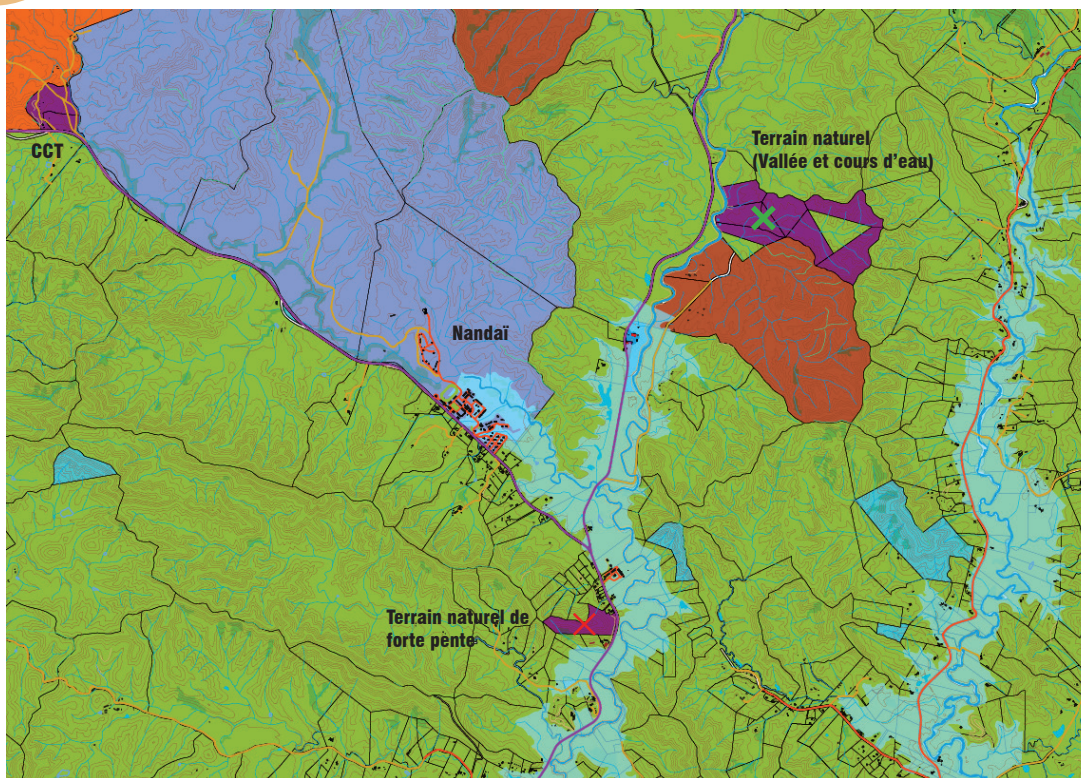 CCT
Terrain naturel
(Vallée et cours d'eau)
Nandaï
Terrain naturel de
forte pente